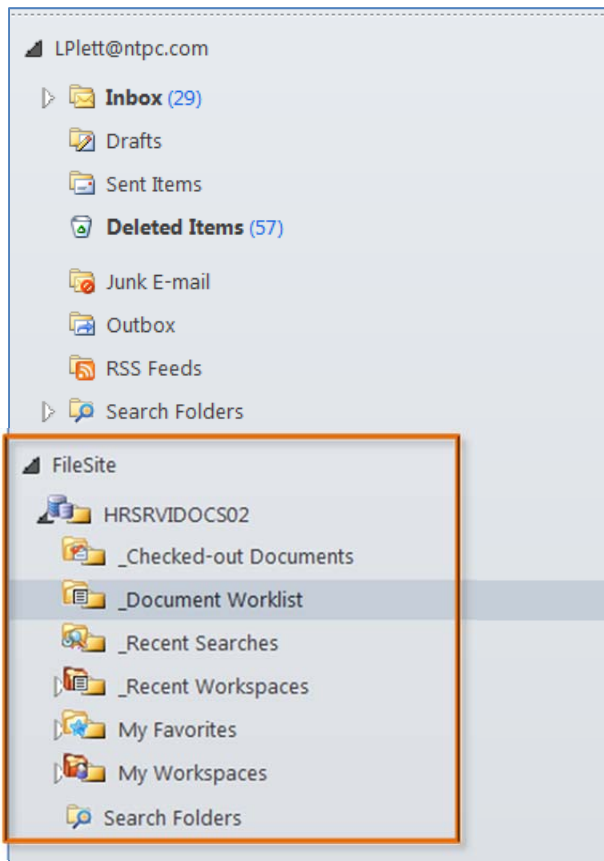 LPlett@ntpc.com
Inbox (29)
Drafts
Sent Items
Deleted Items (57)
Junk E-mail
Outbox
RSS Feeds
Search Folders
FileSite
HRSRVIDOCS02
_Checked-out Documents
_Document Worklist
_Recent Searches
_Recent Workspaces
My Favorites
My Workspaces
Search Folders